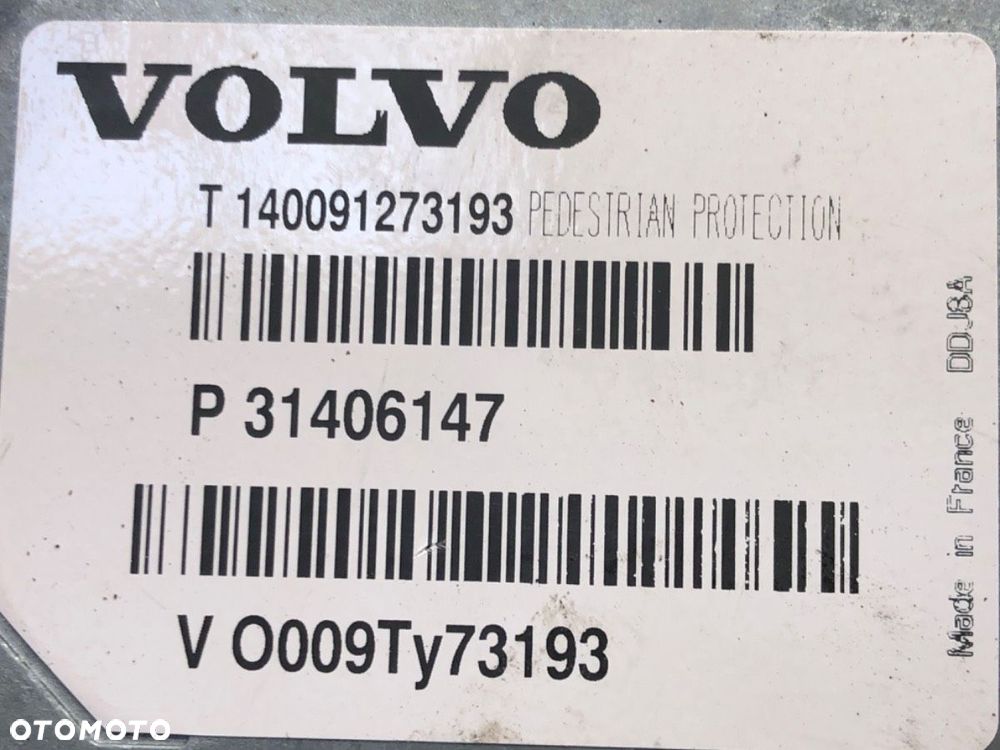 VOLVO
T 140091273193 PEDESTRIAN PROTECTION
P 31406147
V O009Ty73193
Made in France DDJ8A
OTOMOTO